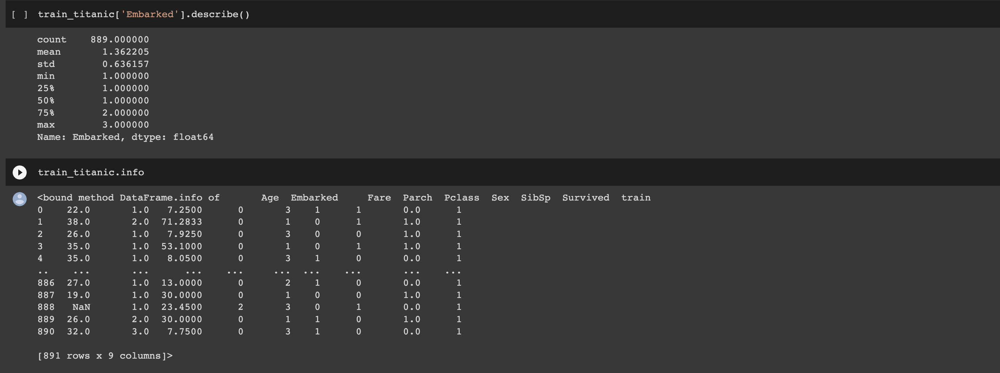 [ ] train_titanic['Embarked'].describe()
count    889.000000
mean       1.362205
std        0.636157
min        1.000000
25%        1.000000
50%        1.000000
75%        2.000000
max        3.000000
Name: Embarked, dtype: float64
train_titanic.info
<bound method DataFrame.info of       Age  Embarked     Fare  Parch  Pclass  Sex  SibSp  Survived  train
0    22.0       1.0   7.2500      0       3    1      1       0.0      1
1    38.0       2.0  71.2833      0       1    0      1       1.0      1
2    26.0       1.0   7.9250      0       3    0      0       1.0      1
3    35.0       1.0  53.1000      0       1    0      1       1.0      1
4    35.0       1.0   8.0500      0       3    1      0       0.0      1
..    ...       ...      ...    ...     ...  ...    ...       ...    ...
886  27.0       1.0  13.0000      0       2    1      0       0.0      1
887  19.0       1.0  30.0000      0       1    0      0       1.0      1
888   NaN       1.0  23.4500      2       3    0      1       0.0      1
889  26.0       2.0  30.0000      0       1    1      0       1.0      1
890  32.0       3.0   7.7500      0       3    1      0       0.0      1
[891 rows x 9 columns]>